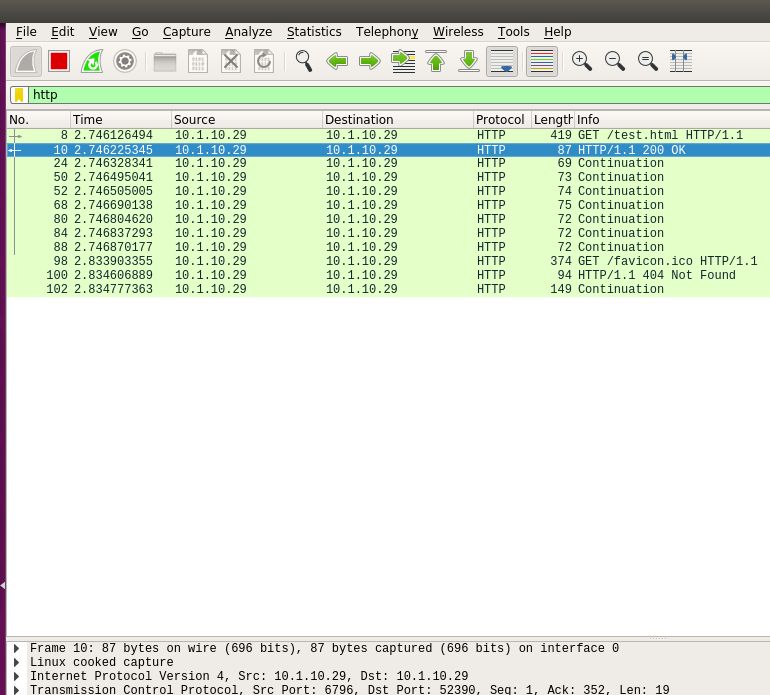 File Edit View Go Capture Analyze Statistics Telephony Wireless Tools Help
http
No. Time Source Destination Protocol Length Info
8 2.746126494 10.1.10.29 10.1.10.29 HTTP 419 GET /test.html HTTP/1.1
10 2.746225345 10.1.10.29 10.1.10.29 HTTP 87 HTTP/1.1 200 OK
24 2.746328341 10.1.10.29 10.1.10.29 HTTP 69 Continuation
50 2.746495041 10.1.10.29 10.1.10.29 HTTP 73 Continuation
52 2.746505005 10.1.10.29 10.1.10.29 HTTP 74 Continuation
68 2.746690138 10.1.10.29 10.1.10.29 HTTP 75 Continuation
80 2.746804620 10.1.10.29 10.1.10.29 HTTP 72 Continuation
84 2.746837293 10.1.10.29 10.1.10.29 HTTP 72 Continuation
88 2.746870177 10.1.10.29 10.1.10.29 HTTP 72 Continuation
98 2.833903355 10.1.10.29 10.1.10.29 HTTP 374 GET /favicon.ico HTTP/1.1
100 2.834606889 10.1.10.29 10.1.10.29 HTTP 94 HTTP/1.1 404 Not Found
102 2.834777363 10.1.10.29 10.1.10.29 HTTP 149 Continuation
Frame 10: 87 bytes on wire (696 bits), 87 bytes captured (696 bits) on interface 0
Linux cooked capture
Internet Protocol Version 4, Src: 10.1.10.29, Dst: 10.1.10.29
Transmission Control Protocol, Src Port: 6796, Dst Port: 52390, Seq: 1, Ack: 352, Len: 19